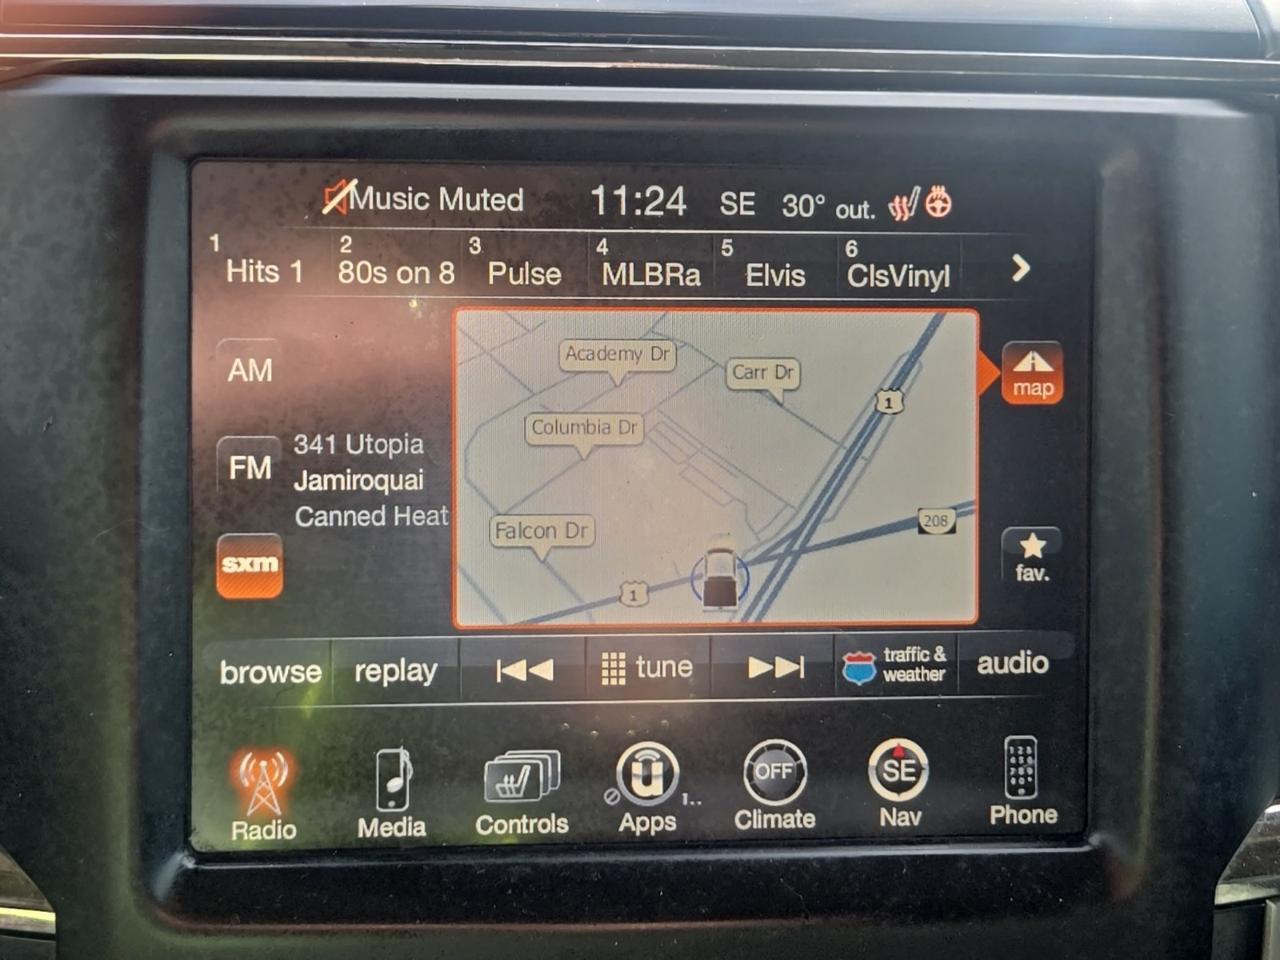 Music Muted 11:24 SE 30° out.
1 2 3 4 5 6
Hits 1 80s on 8 Pulse MLBRa Elvis ClsVinyl
AM
FM
341 Utopia
Jamiroquai
Canned Heat
sxm
Academy Dr
Carr Dr
Columbia Dr
Falcon Dr
1
208
1
map
fav.
browse replay tune traffic &
weather audio
u 1..
OFF
SE
Radio Media Controls Apps Climate Nav Phone